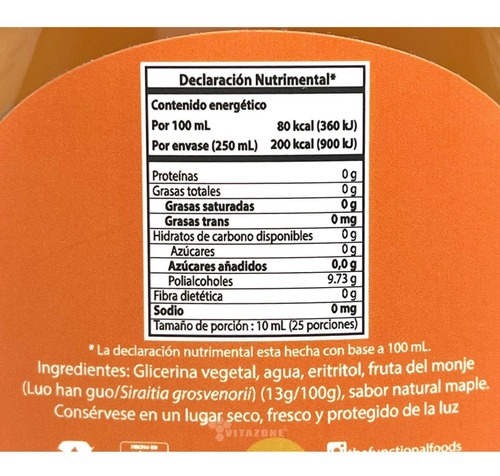 Declaración Nutrimental*
Contenido energético
Por 100 mL 80 kcal (360 kJ)
Por envase (250 mL) 200 kcal (900 kJ)
Proteínas 0 g
Grasas totales 0 g
Grasas saturadas 0 g
Grasas trans 0 mg
Hidratos de carbono disponibles 0 g
Azúcares 0 g
Azúcares añadidos 0,0 g
Polialcoholes 9.73 g
Fibra dietética 0 g
Sodio 0 mg
Tamaño de porción : 10 mL (25 porciones)
* La declaración nutrimental esta hecha con base a 100 mL.
Ingredientes: Glicerina vegetal, agua, eritritol, fruta del monje
(Luo han guo/Siraitia grosvenorii) (13g/100g), sabor natural maple.
Consérvese en un lugar seco, fresco y protegido de la luz
VITAZONE
HECHO EN
thefunctionalfoods